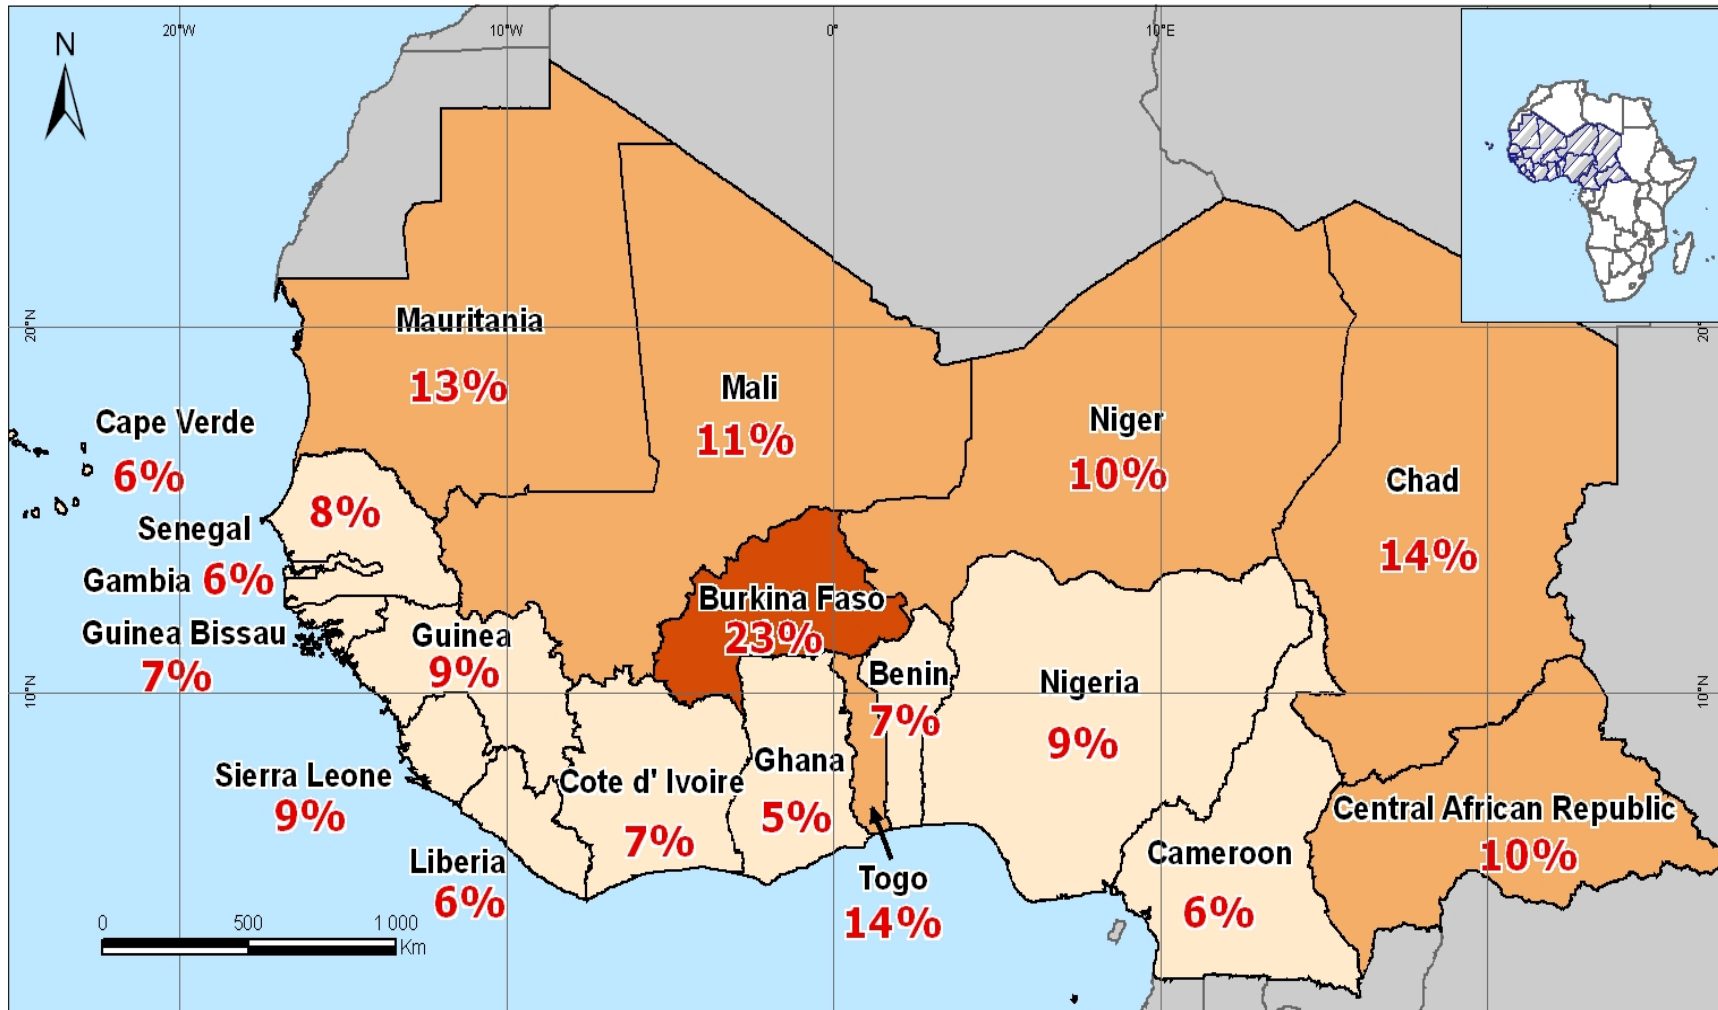 20°W
10°W
0°
10°E
N
20°N
20°
Mauritania
13%
Mali
11%
Niger
10%
Chad
14%
Cape Verde
6%
8%
Senegal
Gambia 6%
Guinea Bissau
7%
Guinea
9%
Burkina Faso
23%
Benin
7%
Nigeria
9%
10°N
10°N
Sierra Leone
9%
Cote d' Ivoire
7%
Ghana
5%
Liberia
6%
Togo
14%
Cameroon
6%
Central African Republic
10%
0 500 1 000
Km